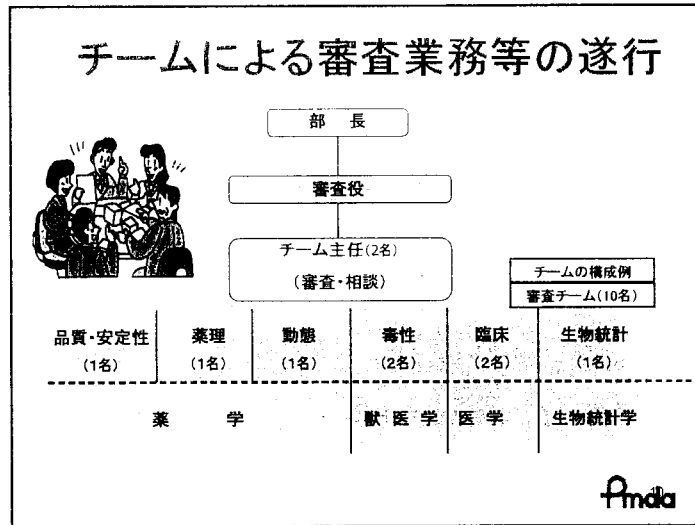 チームによる審査業務等の遂行
部 長
審査役
チーム主任(2名)
(審査・相談)
チームの構成例
審査チーム(10名)
品質・安定性 薬理 動態 毒性 臨床 生物統計
(1名) (1名) (1名) (2名) (2名) (1名)
薬 学 獣医学 医学 生物統計学
Pmda